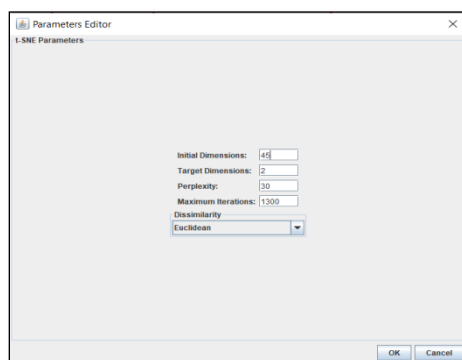 Parameters Editor
t-SNE Parameters
Initial Dimensions: 45
Target Dimensions: 2
Perplexity: 30
Maximum Iterations: 1300
Dissimilarity
Euclidean
OK Cancel